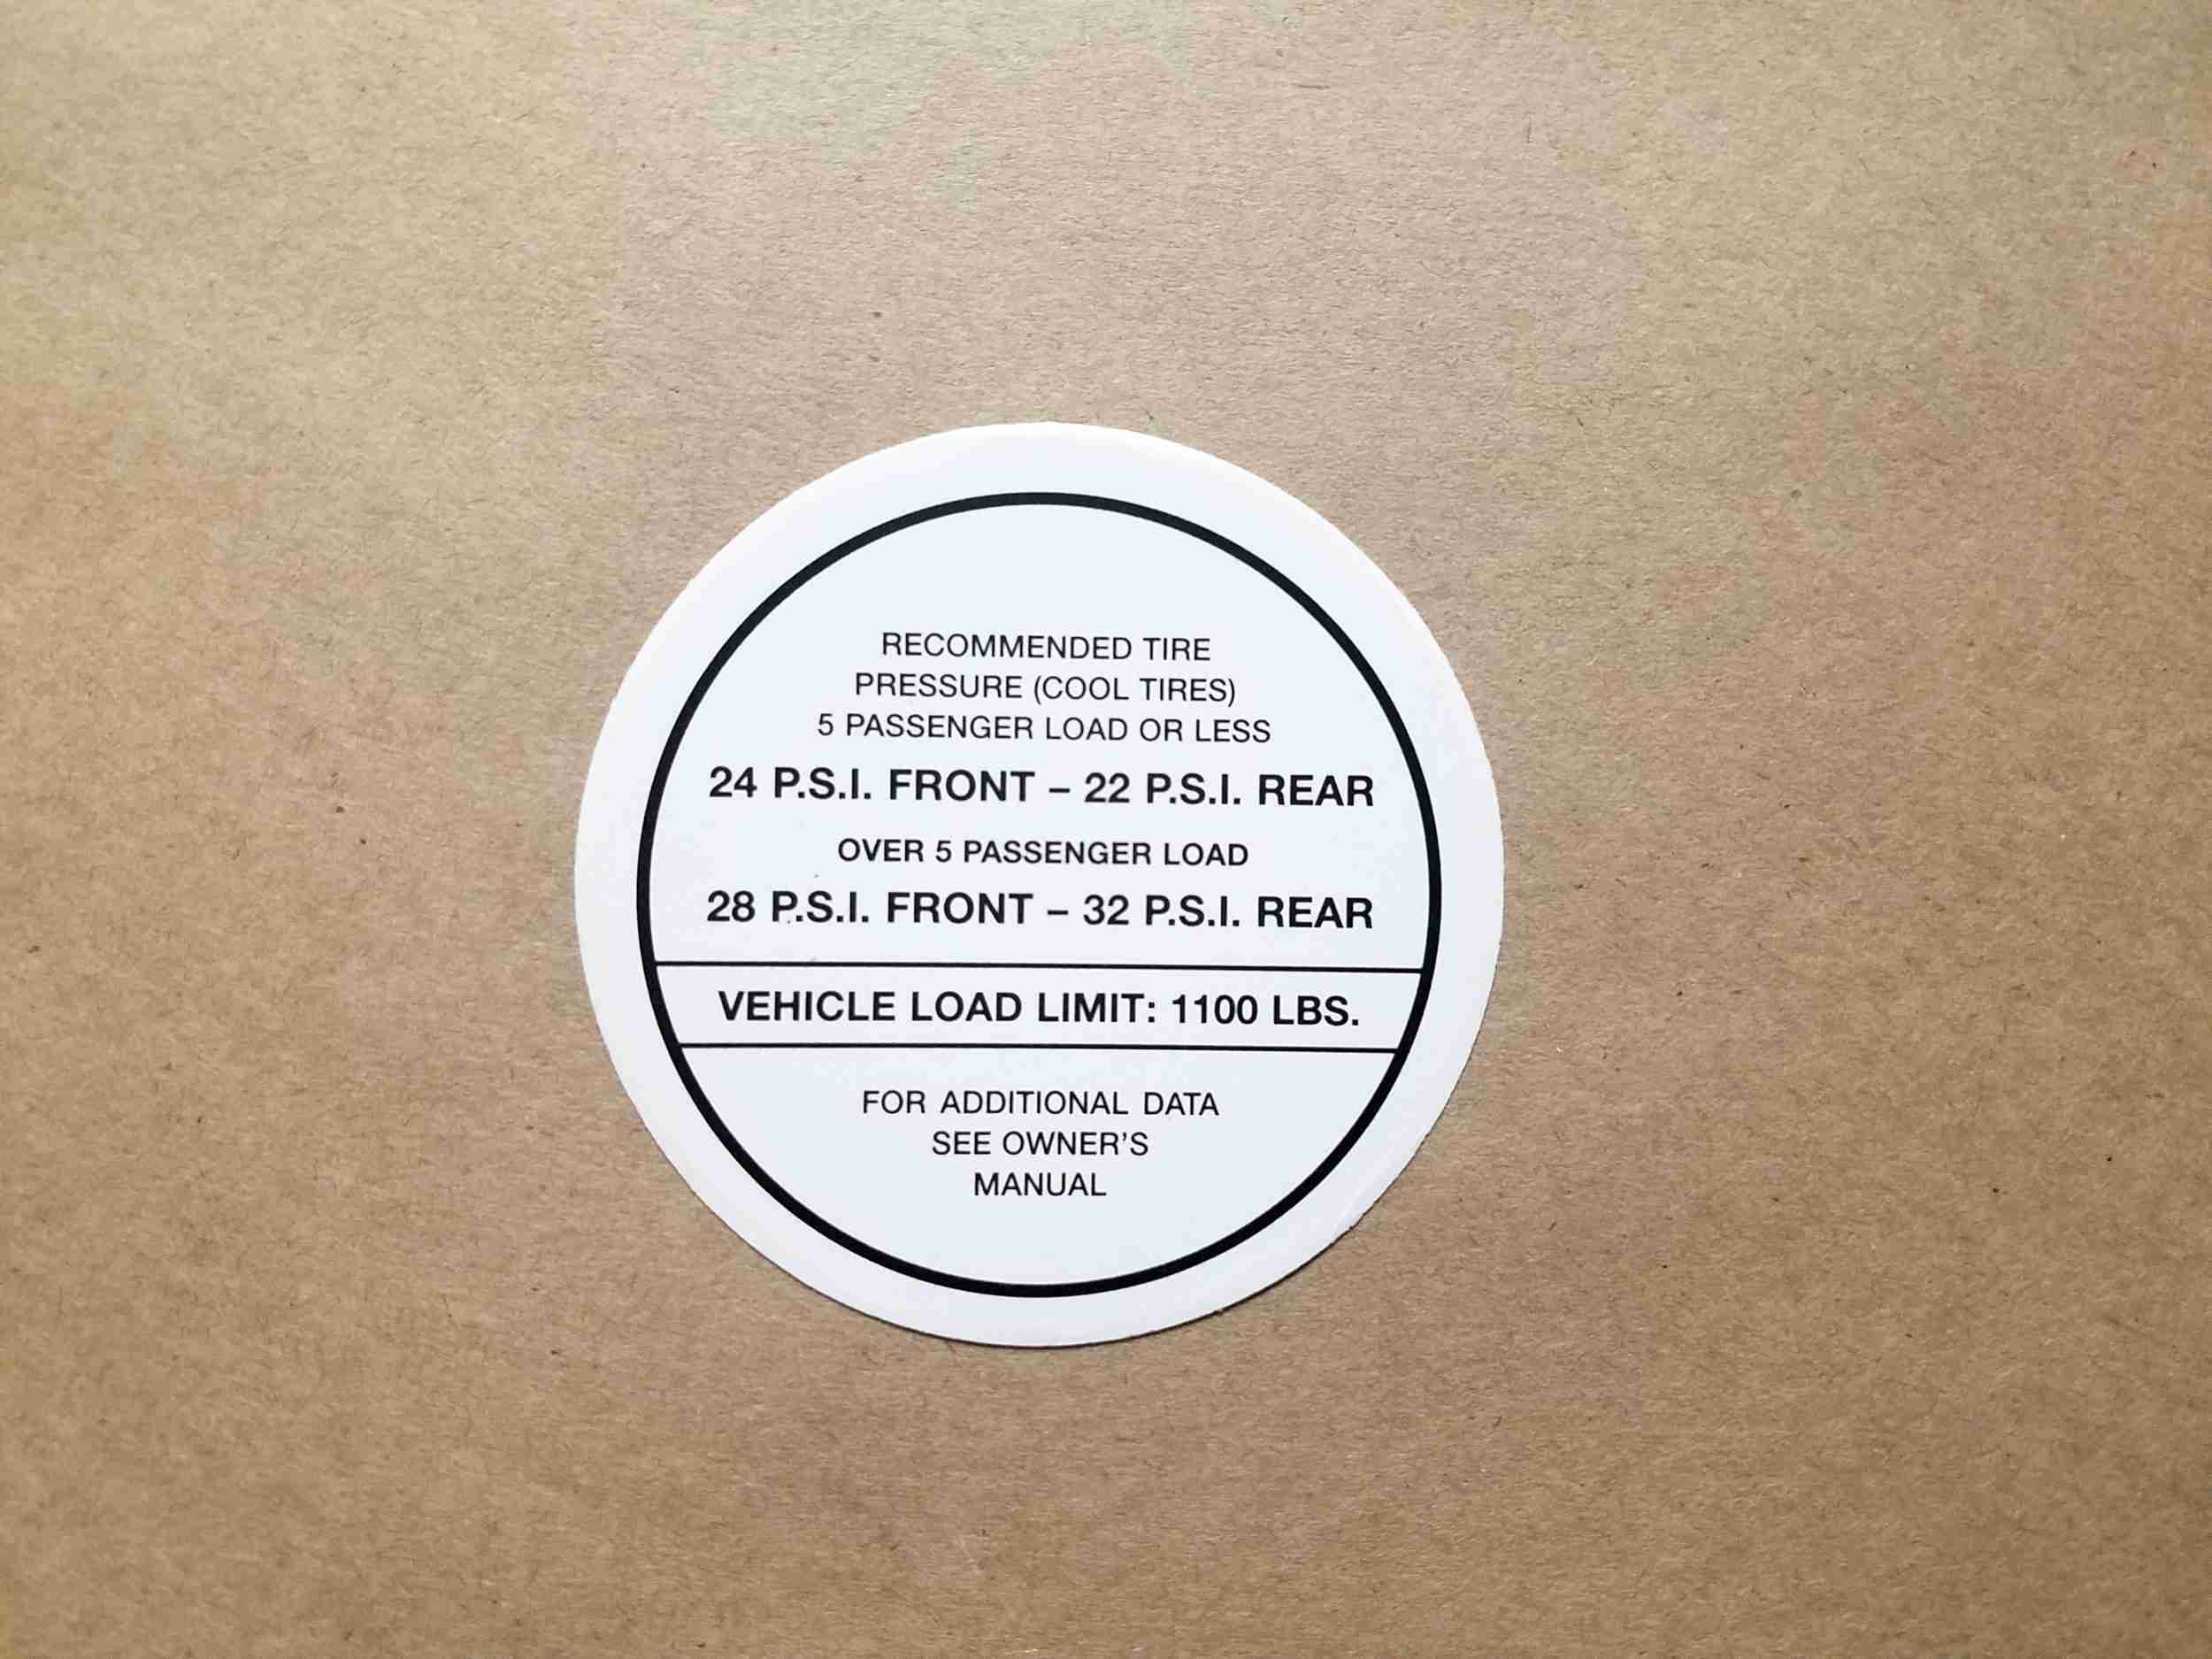 RECOMMENDED TIRE
PRESSURE (COOL TIRES)
5 PASSENGER LOAD OR LESS
24 P.S.I. FRONT – 22 P.S.I. REAR
OVER 5 PASSENGER LOAD
28 P.S.I. FRONT – 32 P.S.I. REAR
VEHICLE LOAD LIMIT: 1100 LBS.
FOR ADDITIONAL DATA
SEE OWNER'S
MANUAL